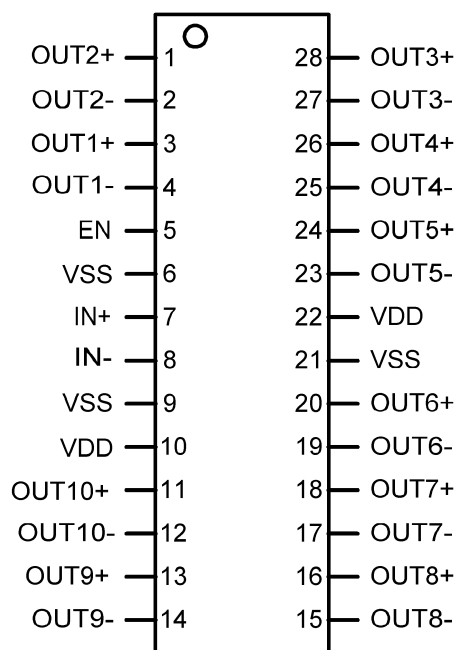 OUT2+ 1 28 OUT3+
OUT2- 2 27 OUT3-
OUT1+ 3 26 OUT4+
OUT1- 4 25 OUT4-
EN 5 24 OUT5+
VSS 6 23 OUT5-
IN+ 7 22 VDD
IN- 8 21 VSS
VSS 9 20 OUT6+
VDD 10 19 OUT6-
OUT10+ 11 18 OUT7+
OUT10- 12 17 OUT7-
OUT9+ 13 16 OUT8+
OUT9- 14 15 OUT8-